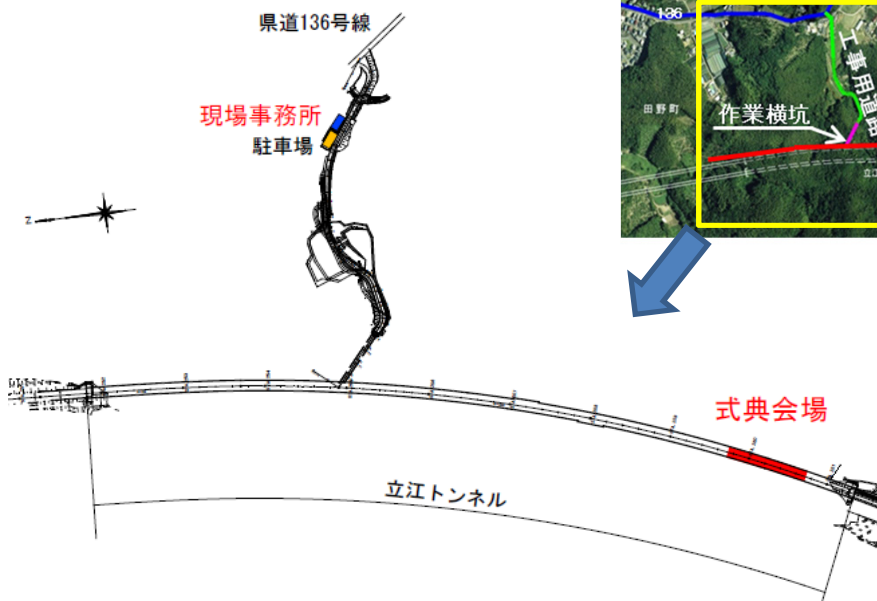 県道136号線
現場事務所
駐車場
Z
式典会場
立江トンネル
136
工事用道路
田野町
作業横坑
立江